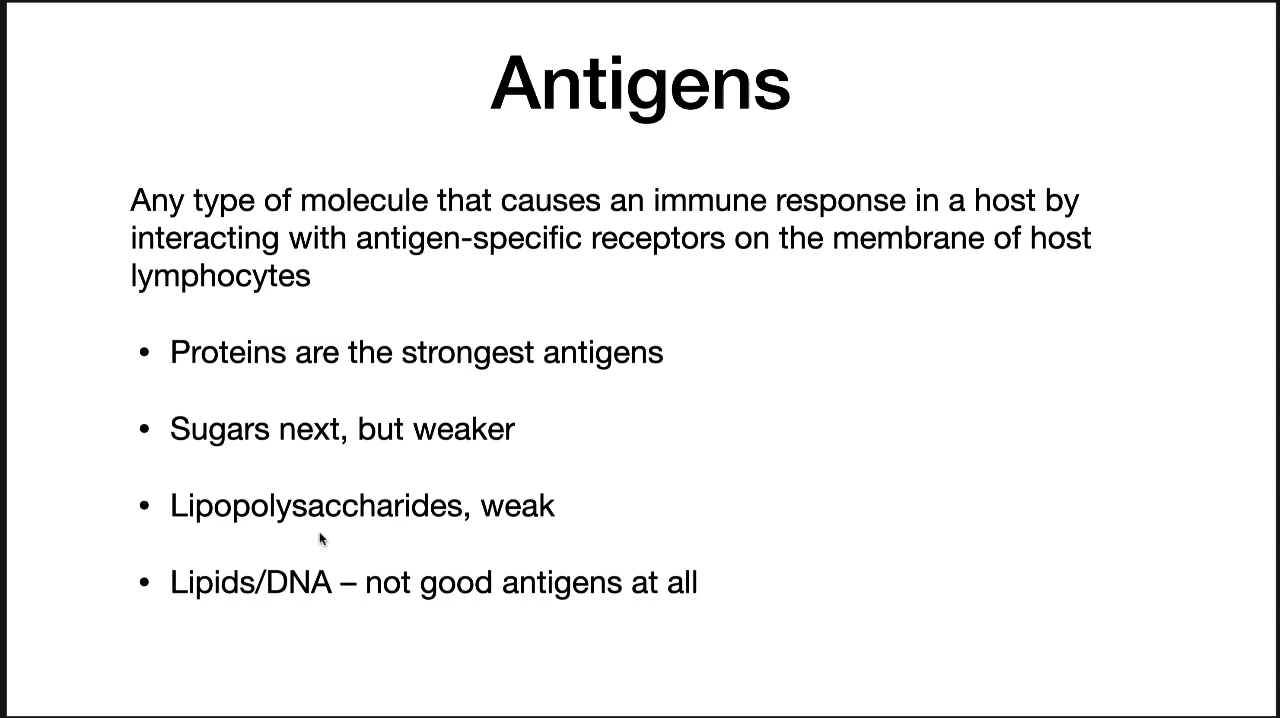 Antigens
Any type of molecule that causes an immune response in a host by
interacting with antigen-specific receptors on the membrane of host
lymphocytes
• Proteins are the strongest antigens
• Sugars next, but weaker
• Lipopolysaccharides, weak
• Lipids/DNA – not good antigens at all